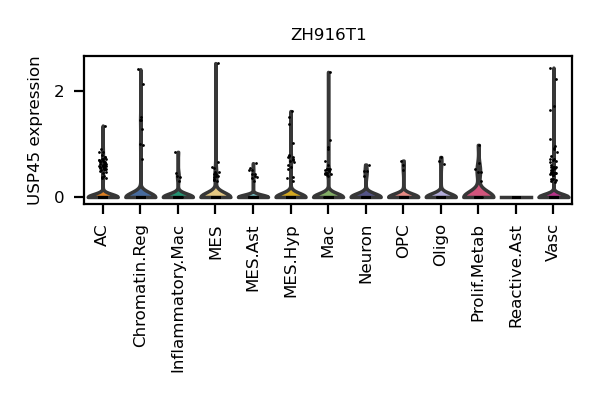 ZH916T1
USP45 expression
2
0
AC
Chromatin.Reg
Inflammatory.Mac
MES
MES.Ast
MES.Hyp
Mac
Neuron
OPC
Oligo
Prolif.Metab
Reactive.Ast
Vasc